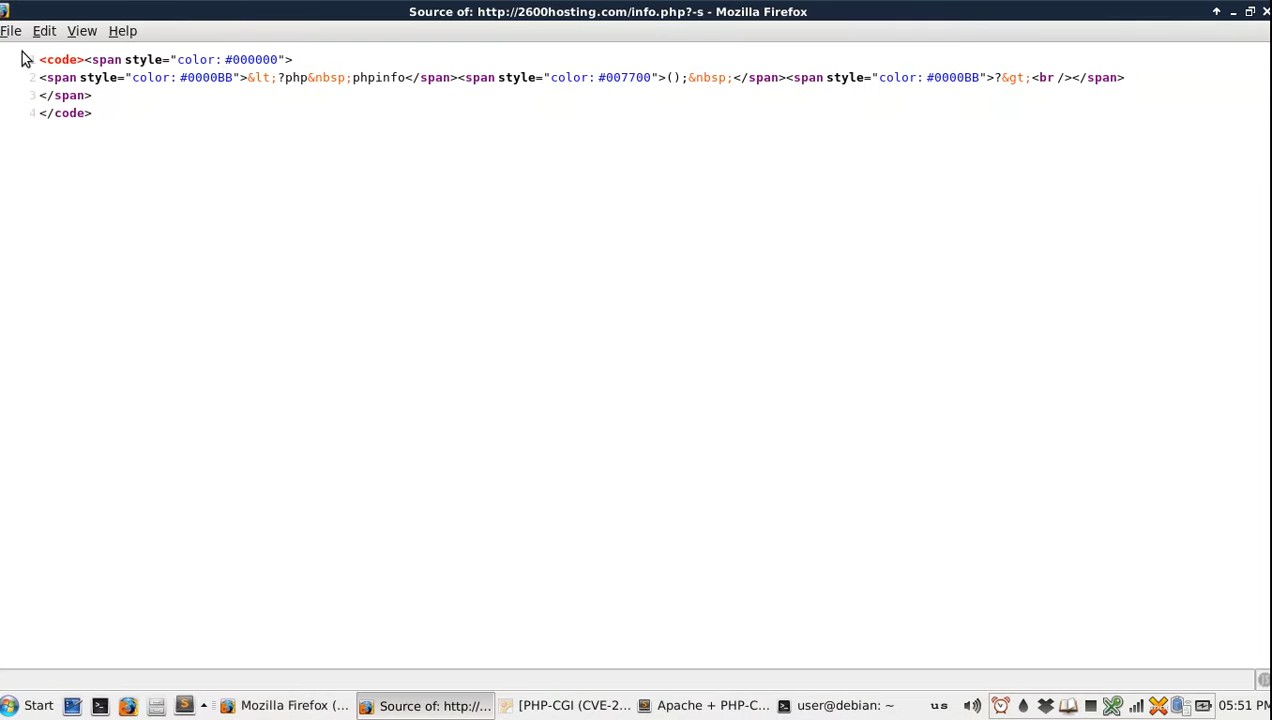 Source of: http://2600hosting.com/info.php?-s - Mozilla Firefox
File Edit View Help
<code><span style="color: #000000">
2 <span style="color: #0000BB">&lt;?php&nbsp;phpinfo</span><span style="color: #007700">();&nbsp;</span><span style="color: #0000BB">?&gt;<br /></span>
3 </span>
4 </code>
Start Mozilla Firefox (... Source of: http://... [PHP-CGI (CVE-2... Apache + PHP-C... user@debian: ~ us 05:51 PM